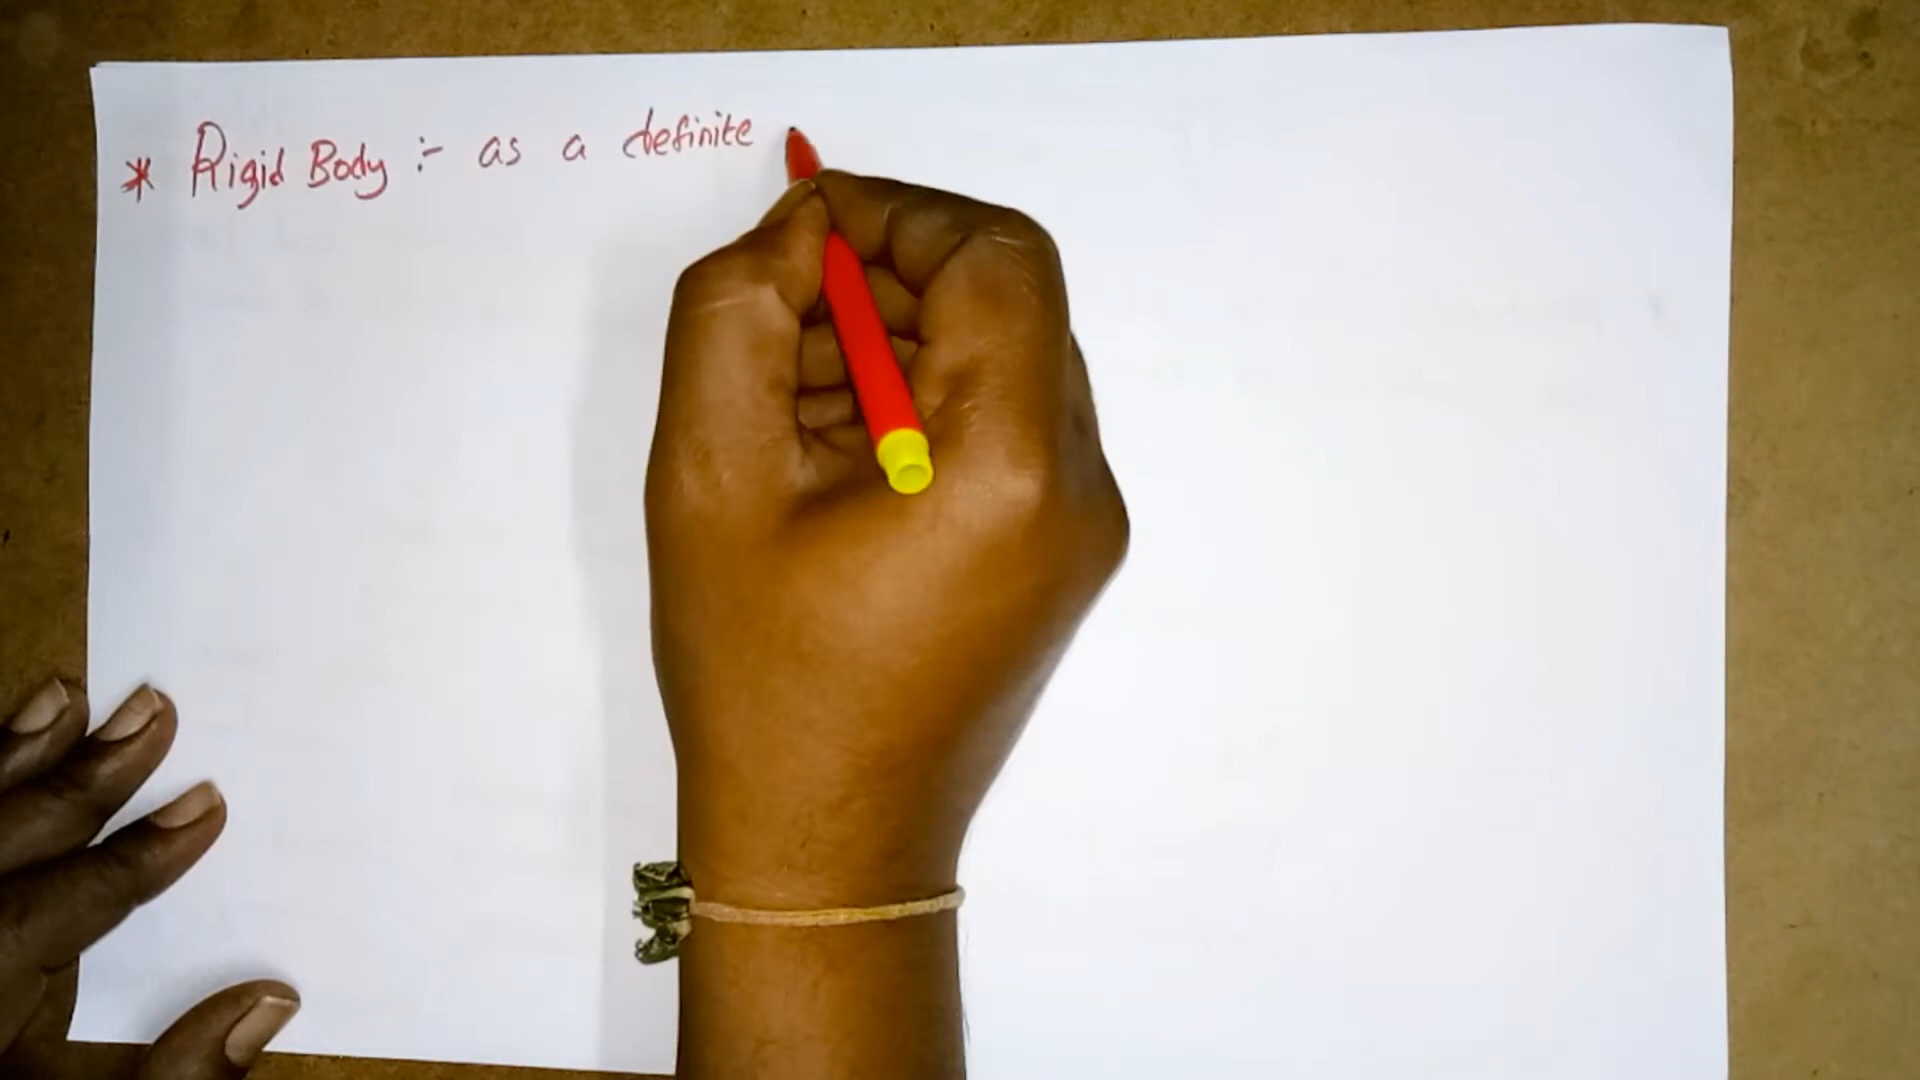 * Rigid Body :- as a definite